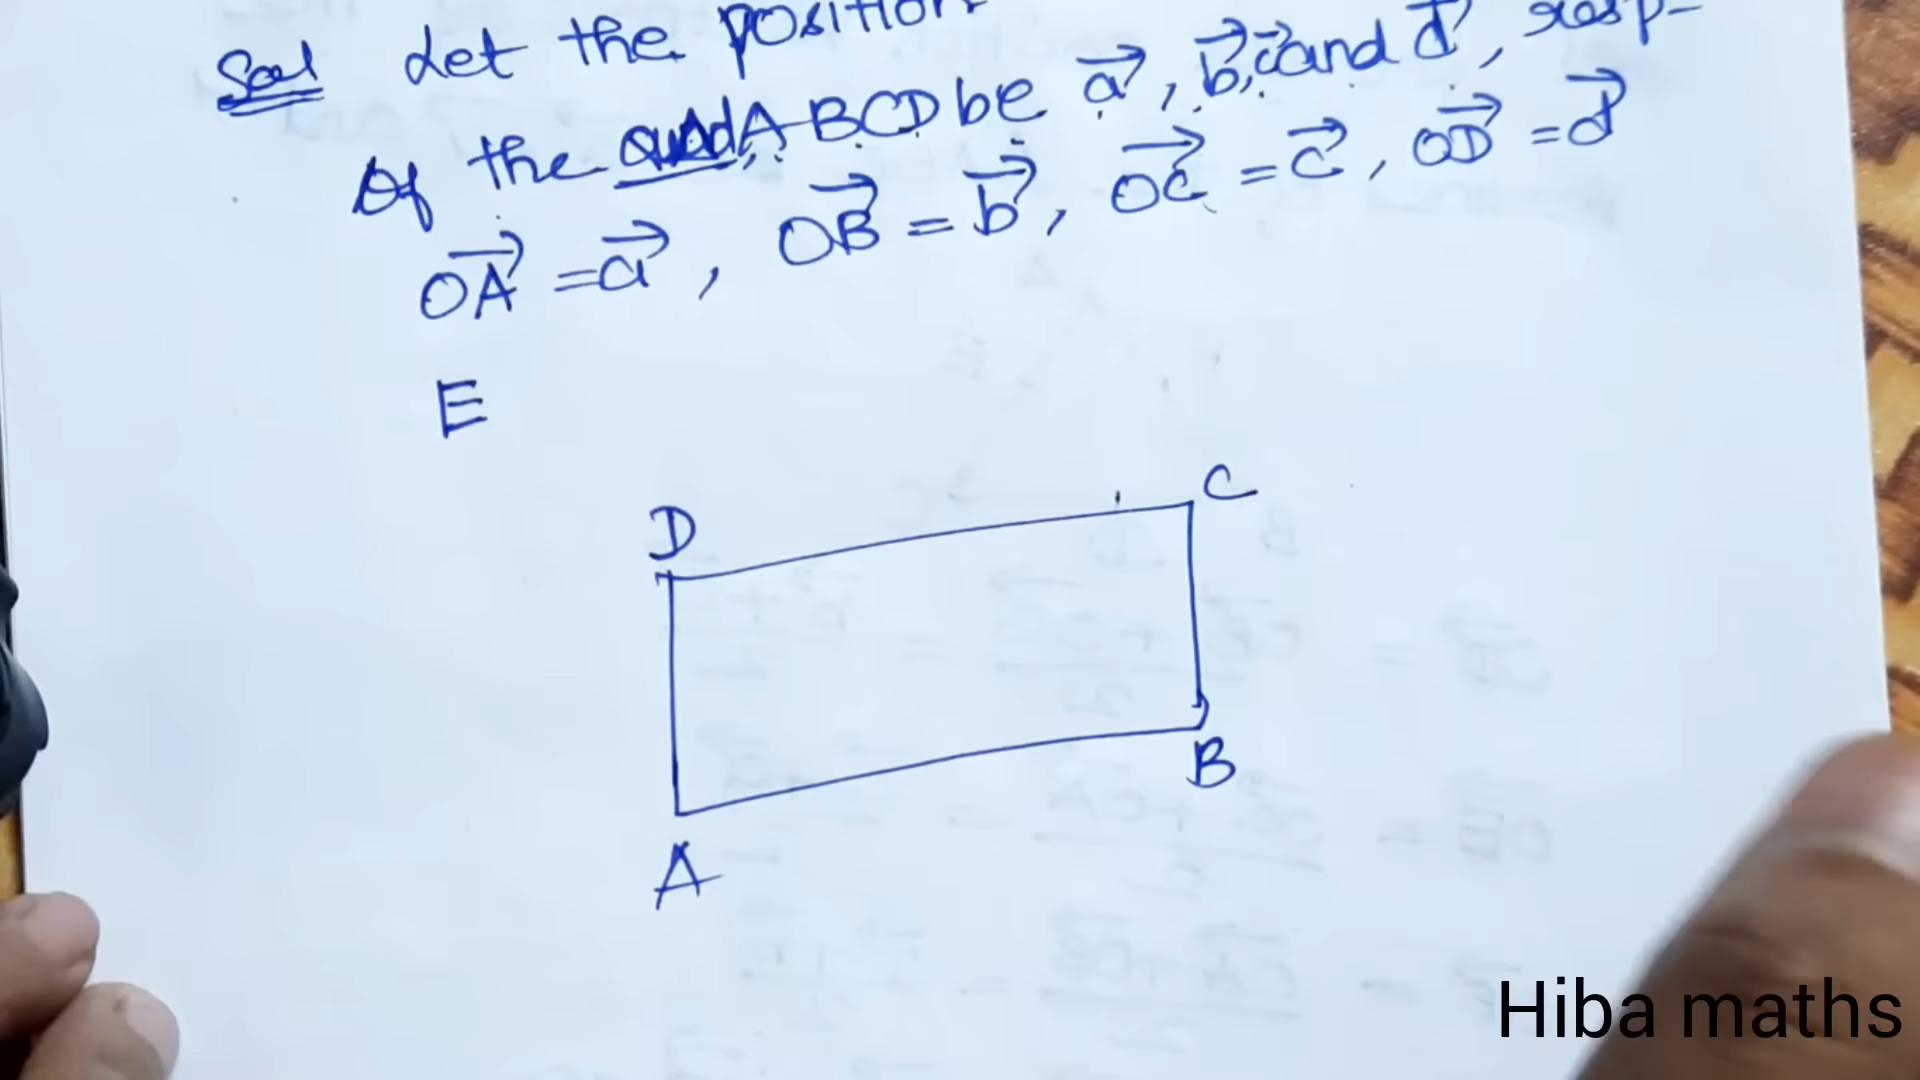 Sol Let the position
Of the quad ABCD be a⃗, b⃗, c⃗ and d⃗, resp-
OA⃗ = a⃗, OB⃗ = b⃗, OC⃗ = c⃗, OD⃗ = d⃗
E
D C
A B
Hiba maths